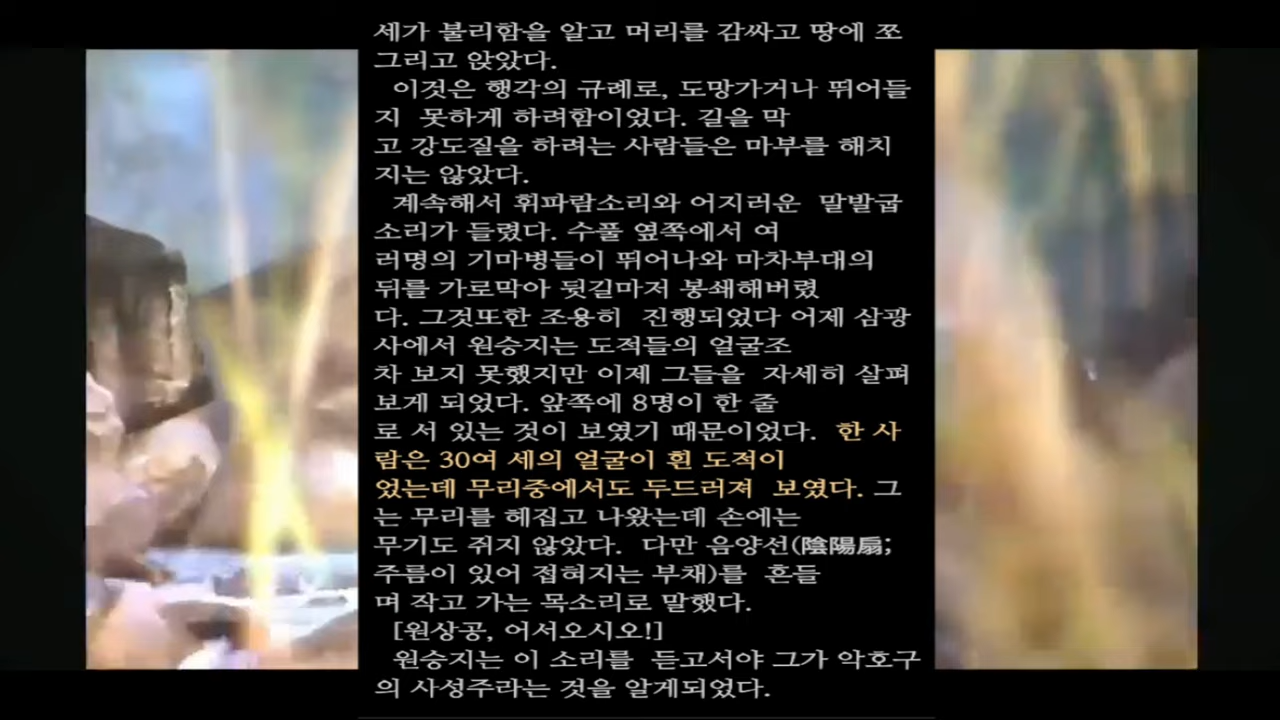 세가 불리함을 알고 머리를 감싸고 땅에 쪼
그리고 앉았다.
이것은 행각의 규례로, 도망가거나 뛰어들
지 못하게 하려함이었다. 길을 막
고 강도질을 하려는 사람들은 마부를 해치
지는 않았다.
계속해서 휘파람소리와 어지러운 말발굽
소리가 들렸다. 수풀 옆쪽에서 여
러명의 기마병들이 뛰어나와 마차부대의
뒤를 가로막아 뒷길마저 봉쇄해버렸
다. 그것또한 조용히 진행되었다 어제 삼광
사에서 원승지는 도적들의 얼굴조
차 보지 못했지만 이제 그들을 자세히 살펴
보게 되었다. 앞쪽에 8명이 한 줄
로 서 있는 것이 보였기 때문이었다. 한 사
람은 30여 세의 얼굴이 흰 도적이
었는데 무리중에서도 두드러져 보였다. 그
는 무리를 헤집고 나왔는데 손에는
무기도 쥐지 않았다. 다만 음양선(陰陽扇;
주름이 있어 접혀지는 부채)를 흔들
며 작고 가는 목소리로 말했다.
[원상공, 어서오시오!]
원승지는 이 소리를 듣고서야 그가 악호구
의 사성주라는 것을 알게되었다.